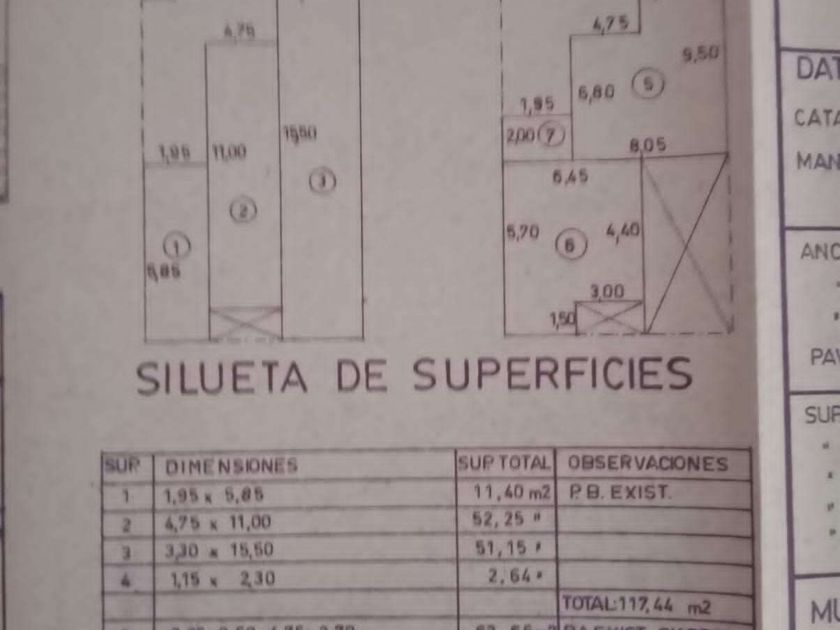 4,75
4,75
9,50
5
6,80
1,95
15,50
2,00 7
1,95
11,00
8,05
3
6,45
2
5,70
6
4,40
1
5,85
3,00
1,50
SILUETA DE SUPERFICIES
SUP DIMENSIONES SUP TOTAL OBSERVACIONES
1 1,95 x 5,85 11,40 m2 P.B. EXIST.
2 4,75 x 11,00 52,25 "
3 3,30 x 15,50 51,15 "
4 1,15 x 2,30 2,64 "
TOTAL:117,44 m2
DAT
CATA
MAN
ANC
"
"
PAV
SUP
"
"
"
"
MU